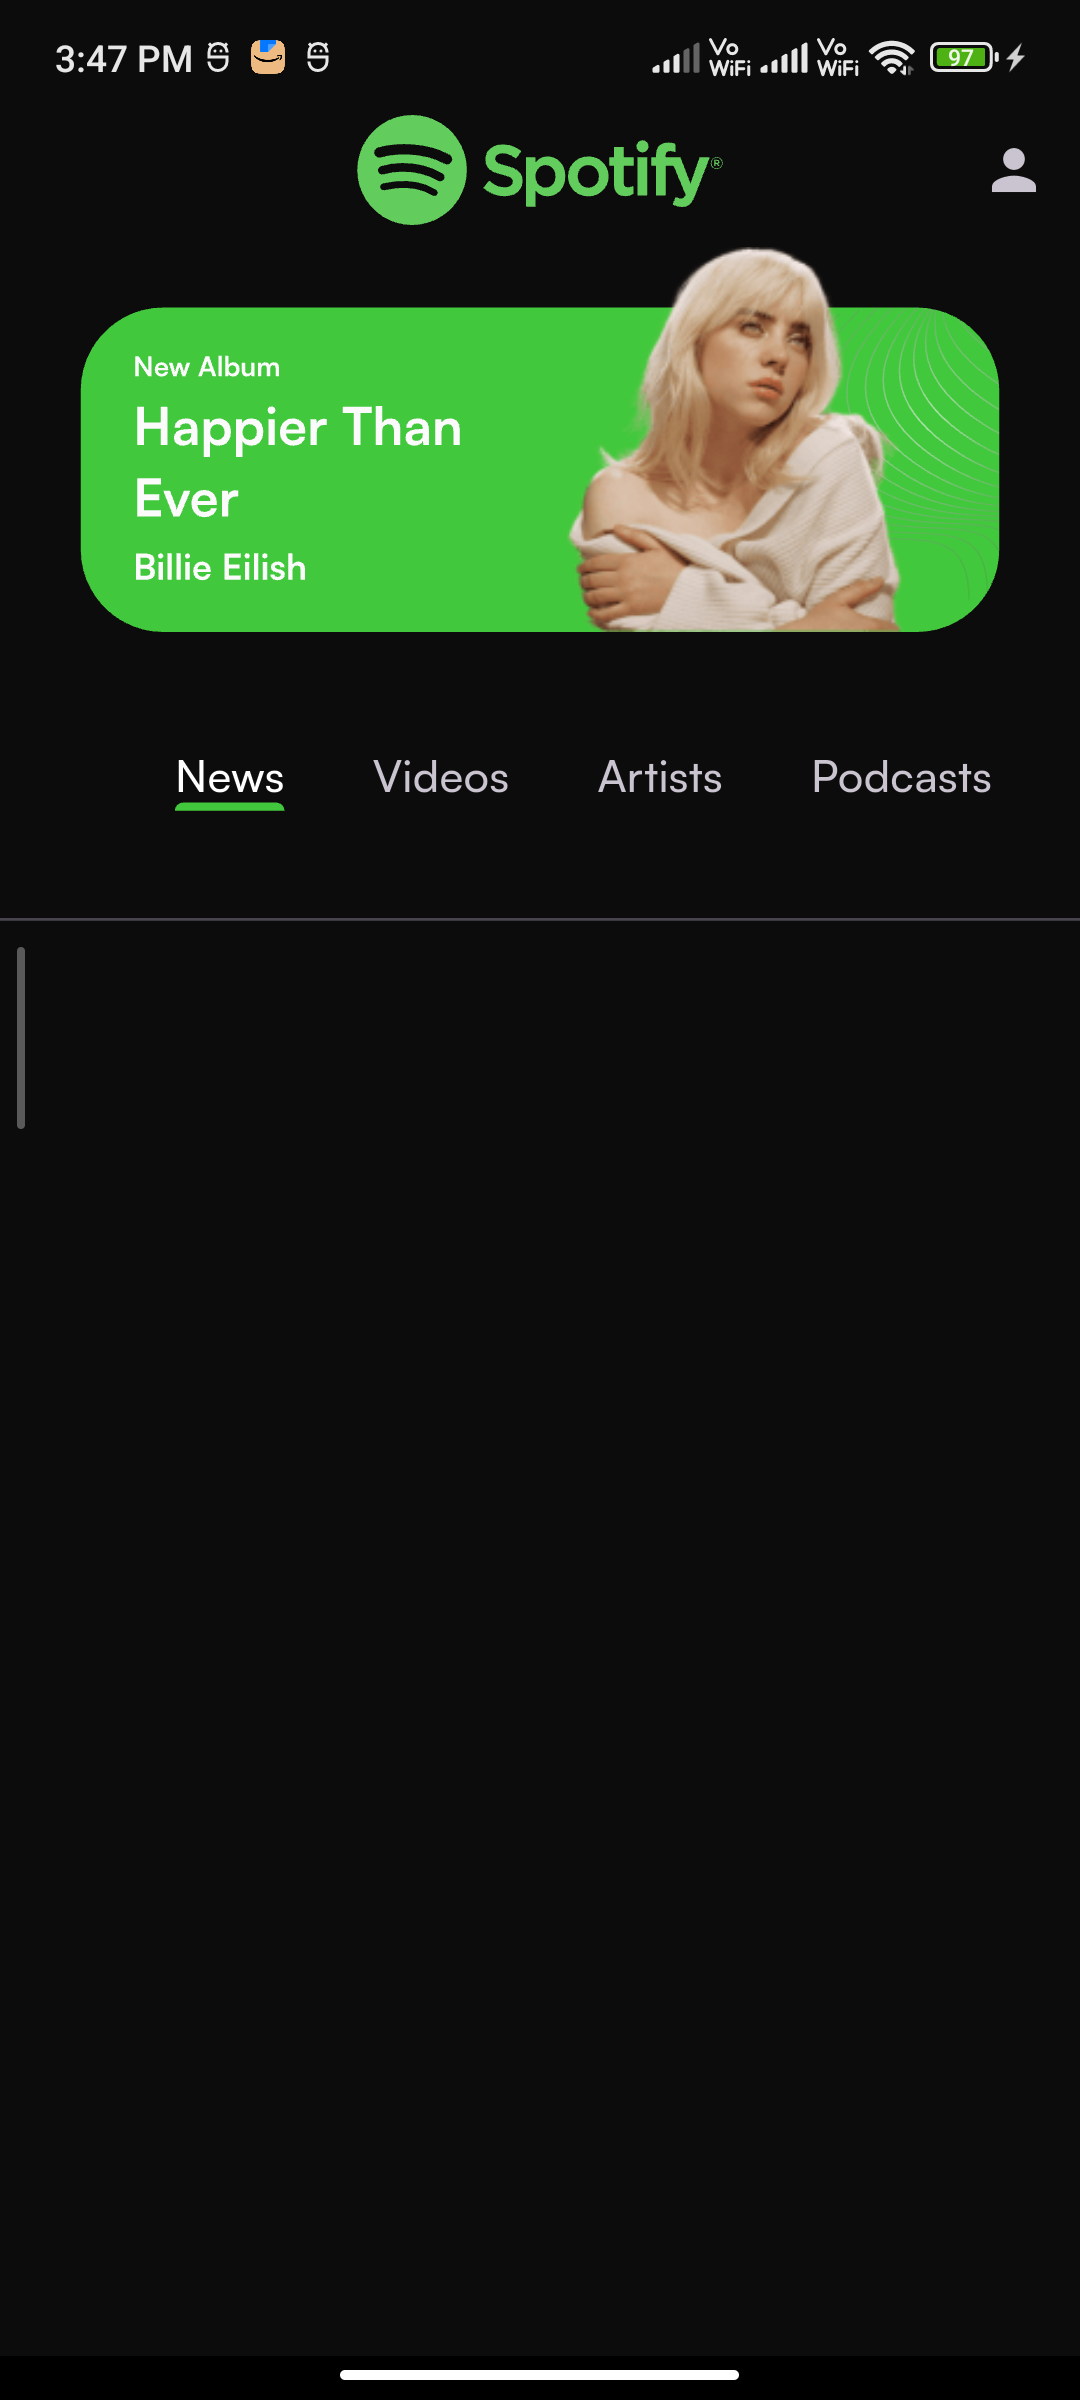 3:47 PM
Vo WiFi Vo WiFi 97
Spotify®
New Album
Happier Than
Ever
Billie Eilish
News Videos Artists Podcasts